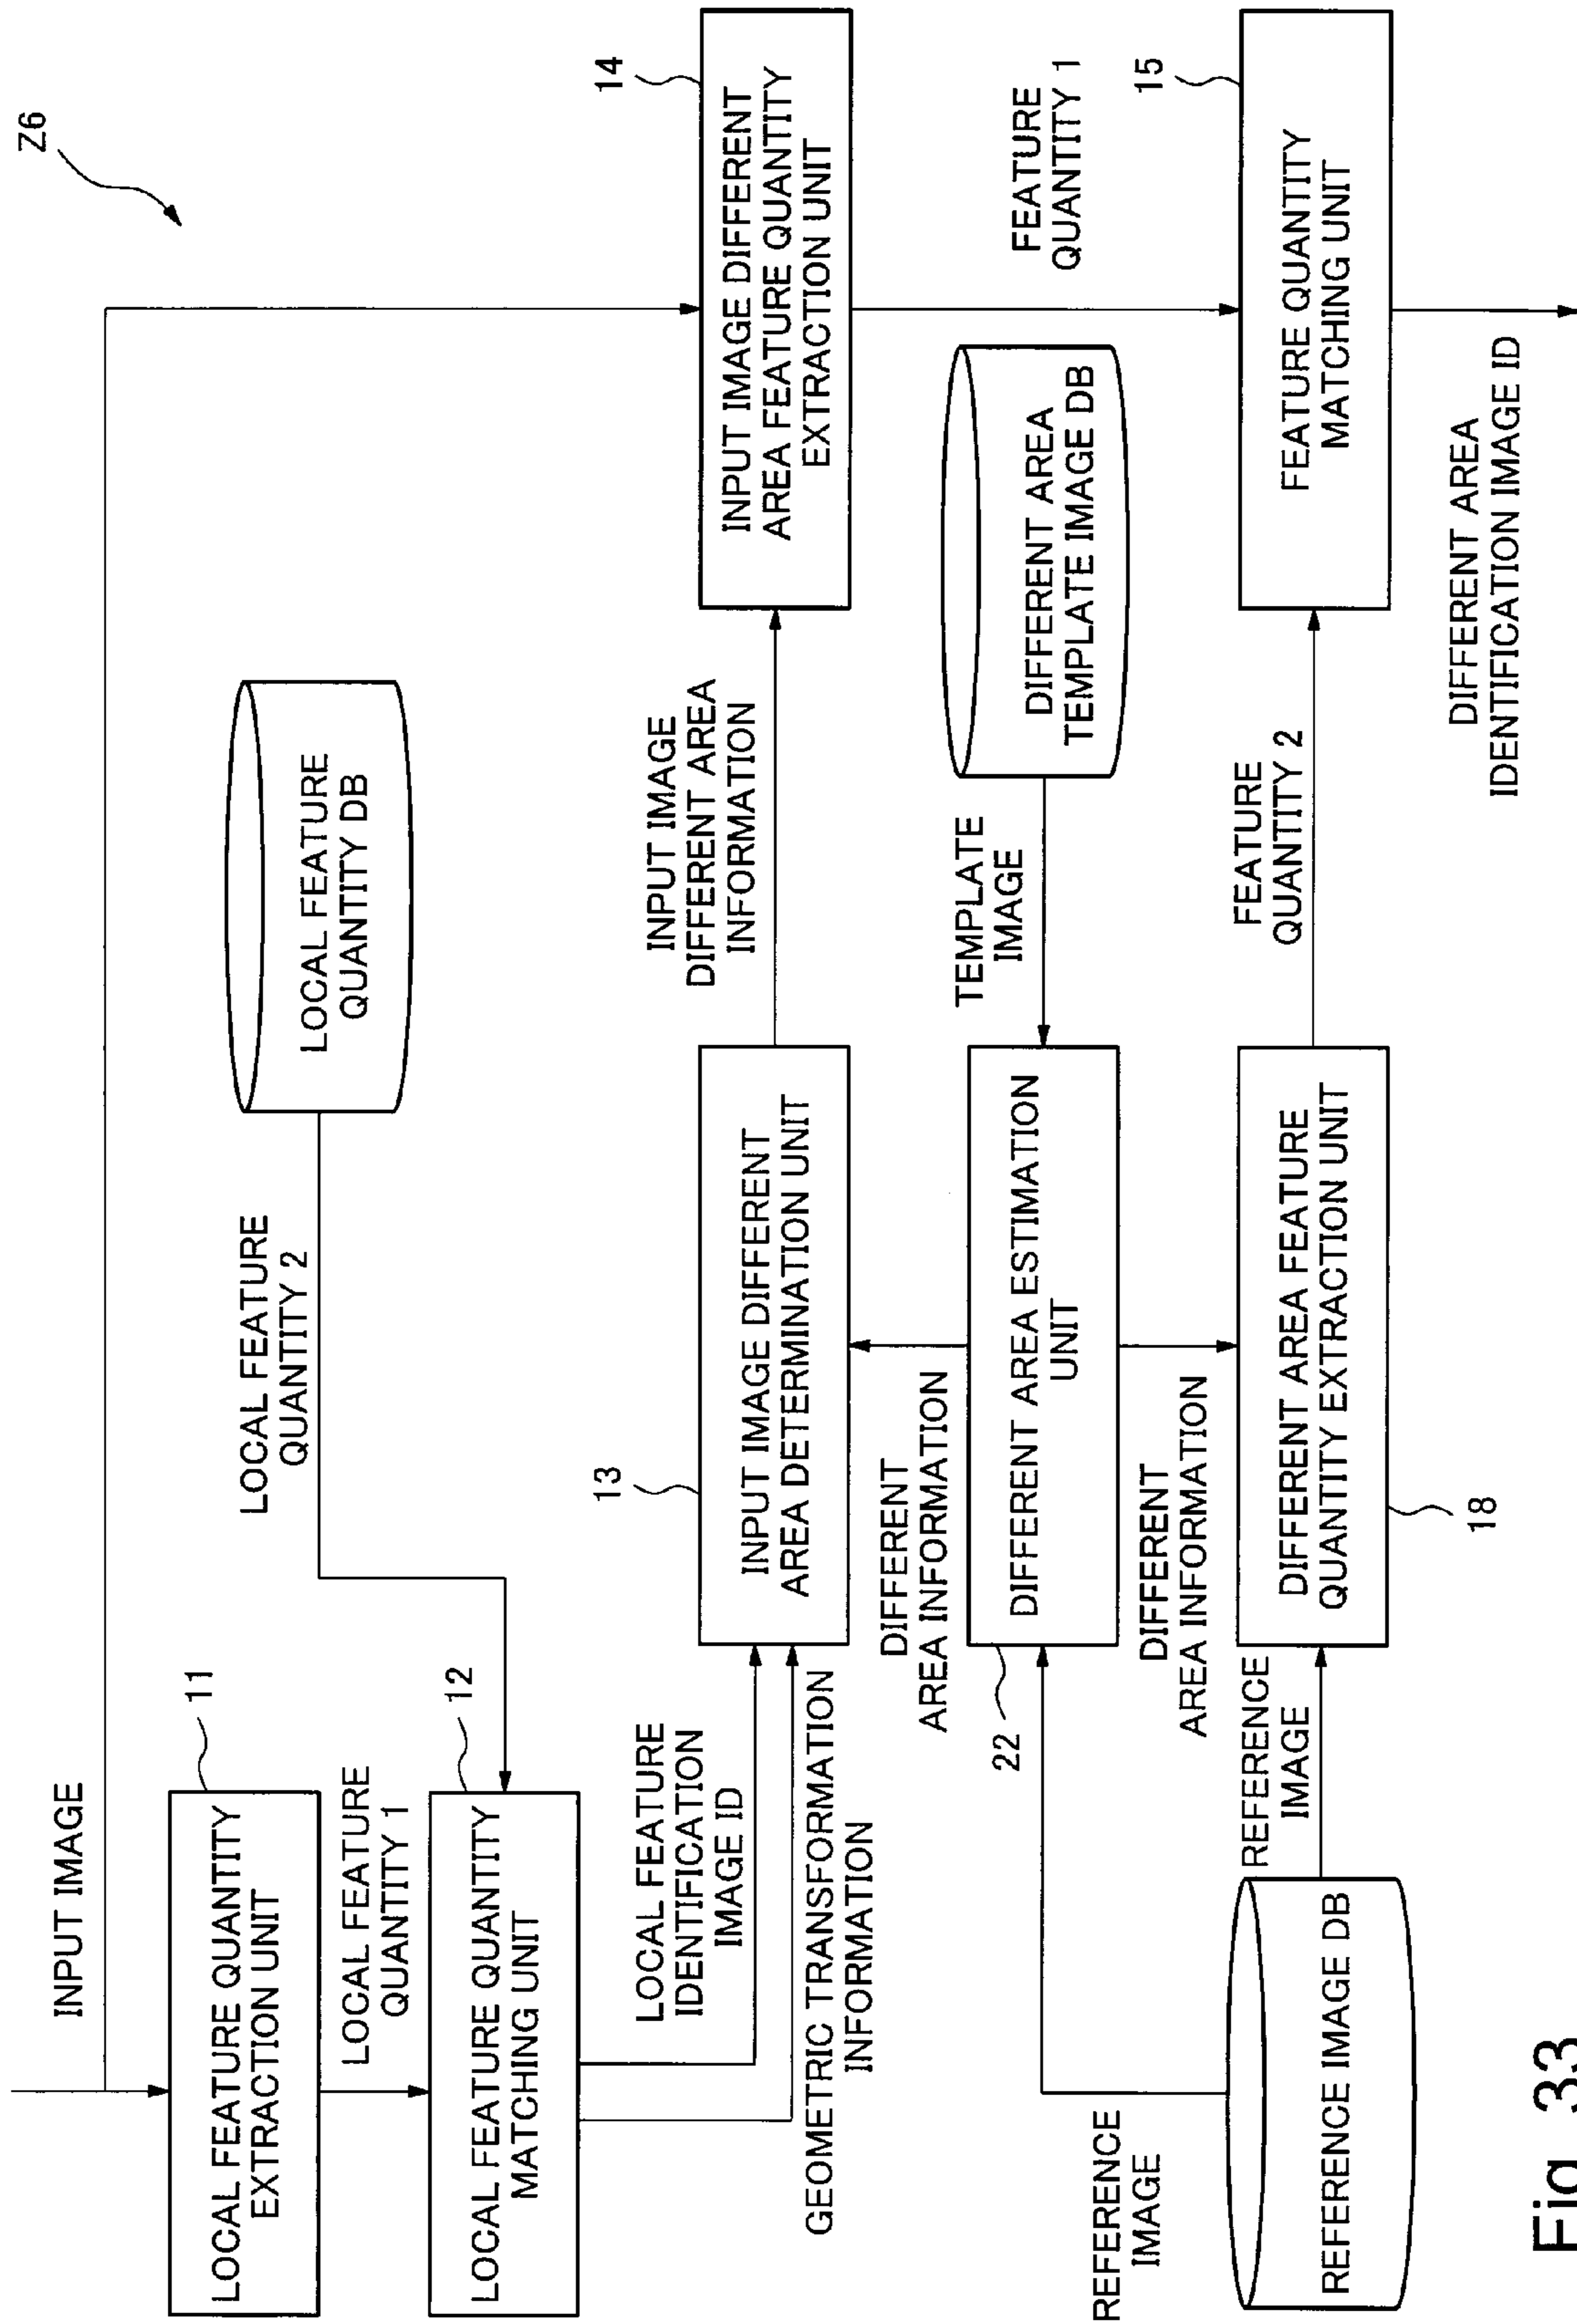 Z6
INPUT IMAGE
LOCAL FEATURE QUANTITY
EXTRACTION UNIT
11
LOCAL FEATURE
QUANTITY 1
LOCAL FEATURE QUANTITY
MATCHING UNIT
12
LOCAL FEATURE
QUANTITY 2
LOCAL FEATURE
QUANTITY DB
LOCAL FEATURE
IDENTIFICATION
IMAGE ID
GEOMETRIC TRANSFORMATION
INFORMATION
13
INPUT IMAGE DIFFERENT
AREA DETERMINATION UNIT
INPUT IMAGE
DIFFERENT AREA
INFORMATION
14
INPUT IMAGE DIFFERENT
AREA FEATURE QUANTITY
EXTRACTION UNIT
DIFFERENT
AREA INFORMATION
22
DIFFERENT AREA ESTIMATION
UNIT
TEMPLATE
IMAGE
DIFFERENT AREA
TEMPLATE IMAGE DB
FEATURE
QUANTITY 1
REFERENCE
IMAGE
DIFFERENT
AREA INFORMATION
REFERENCE IMAGE DB
REFERENCE
IMAGE
DIFFERENT AREA FEATURE
QUANTITY EXTRACTION UNIT
18
FEATURE
QUANTITY 2
15
FEATURE QUANTITY
MATCHING UNIT
DIFFERENT AREA
IDENTIFICATION IMAGE ID
Fig. 33